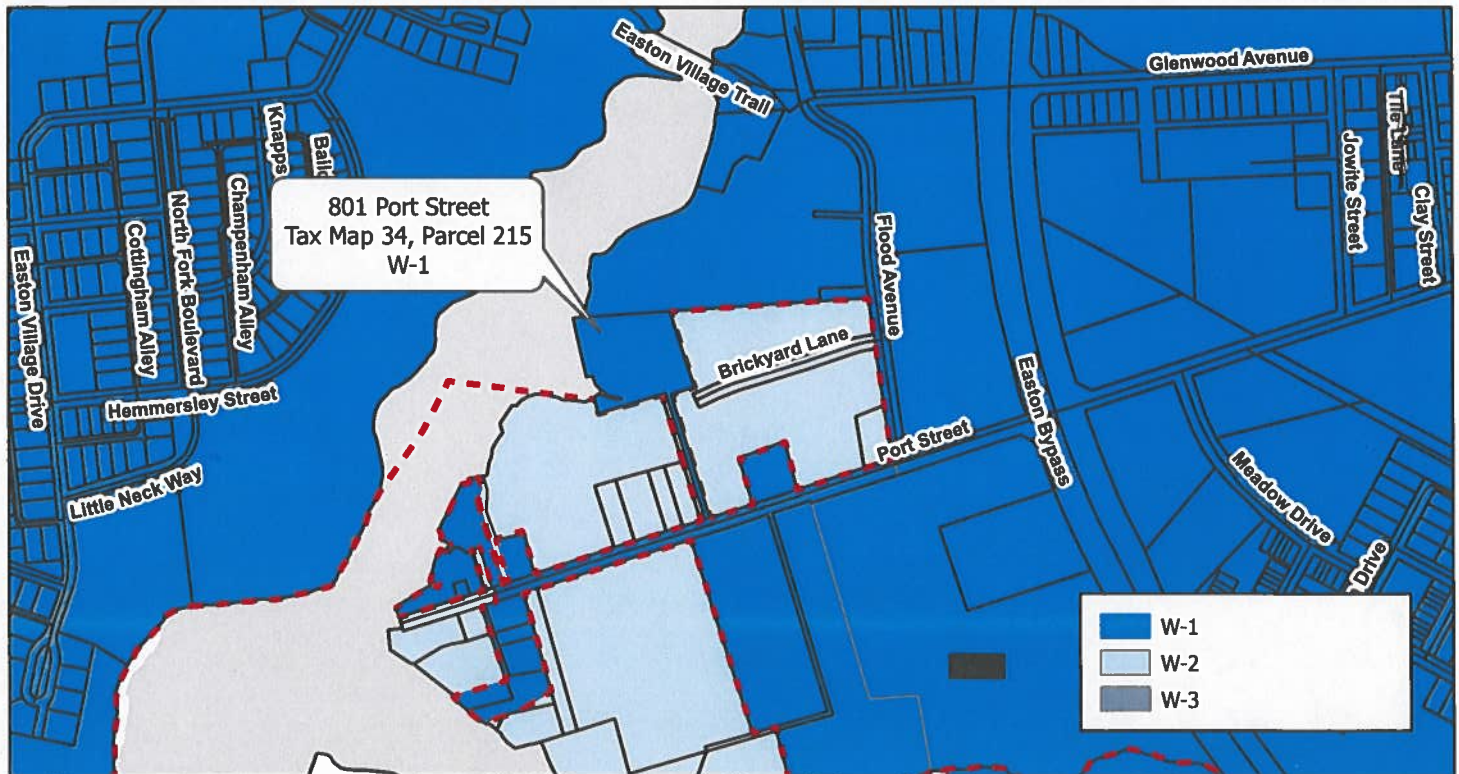 Easton Village Trail
Glenwood Avenue
Knapps
Tile Lane
Jowite Street
Clay Street
801 Port Street
Tax Map 34, Parcel 215
W-1
Champenham Alley
North Fork Boulevard
Cottingham Alley
Easton Village Drive
Flood Avenue
Brickyard Lane
Easton Bypass
Hemmersley Street
Port Street
Little Neck Way
Meadow Drive
Drive
W-1
W-2
W-3